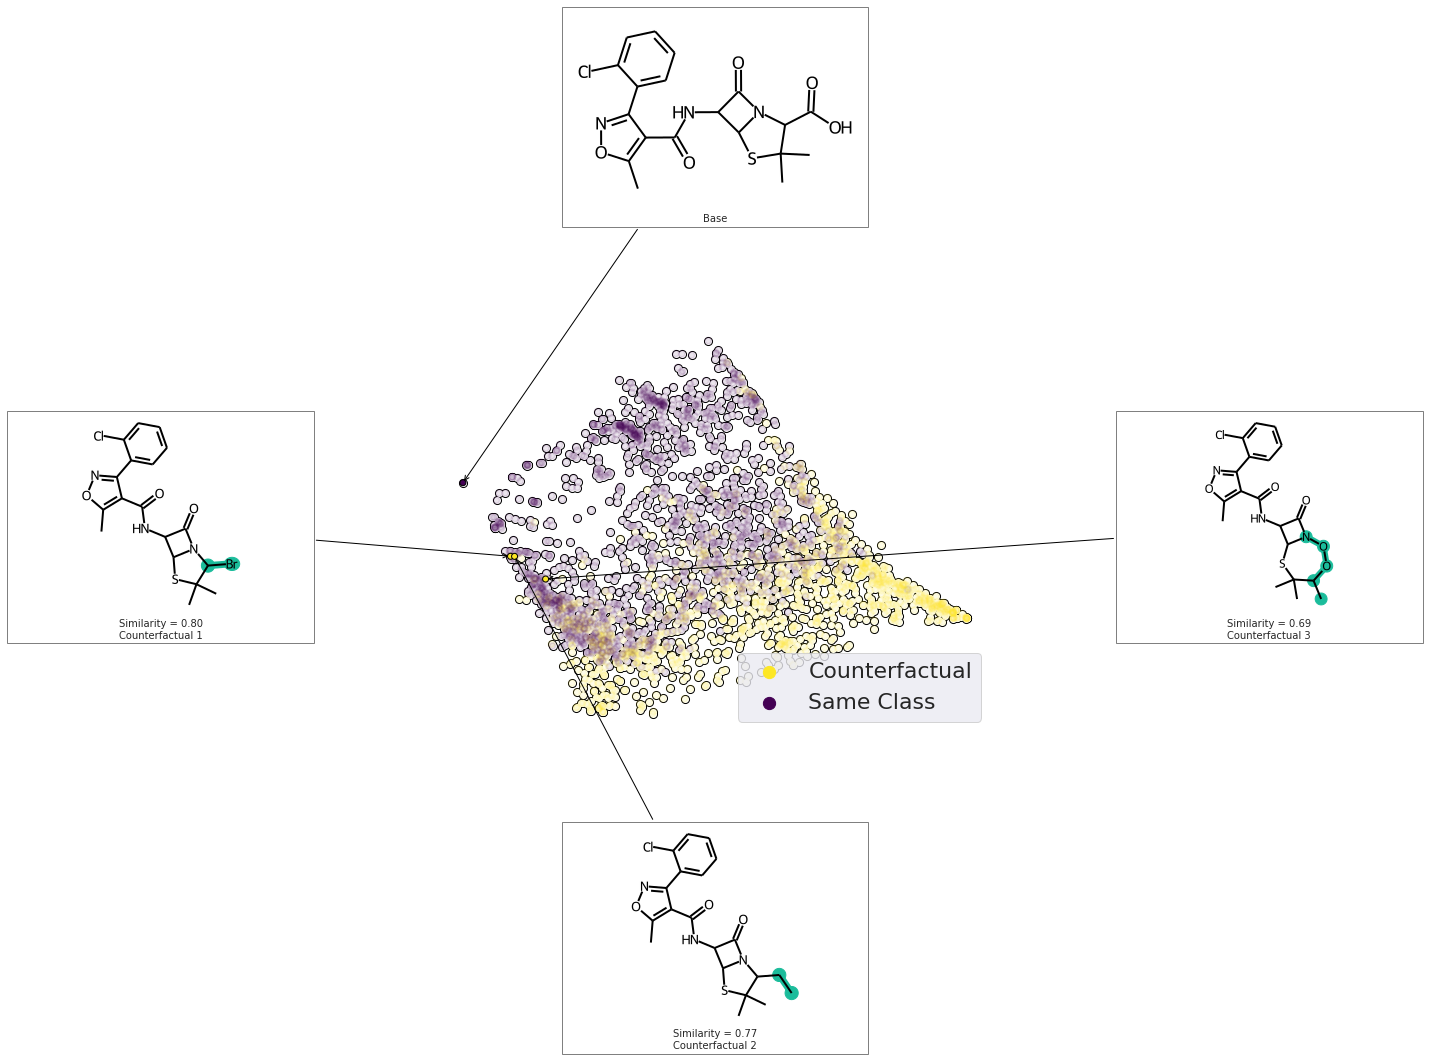 Cl
O
O
HN
N
N
OH
O
S
O
Base
Cl
N
O
O
O
HN
N
Br
S
Similarity = 0.80
Counterfactual 1
Cl
N
O
O
O
HN
N
O
S
O
Similarity = 0.69
Counterfactual 3
Counterfactual
Same Class
Cl
N
O
O
O
HN
N
S
Similarity = 0.77
Counterfactual 2